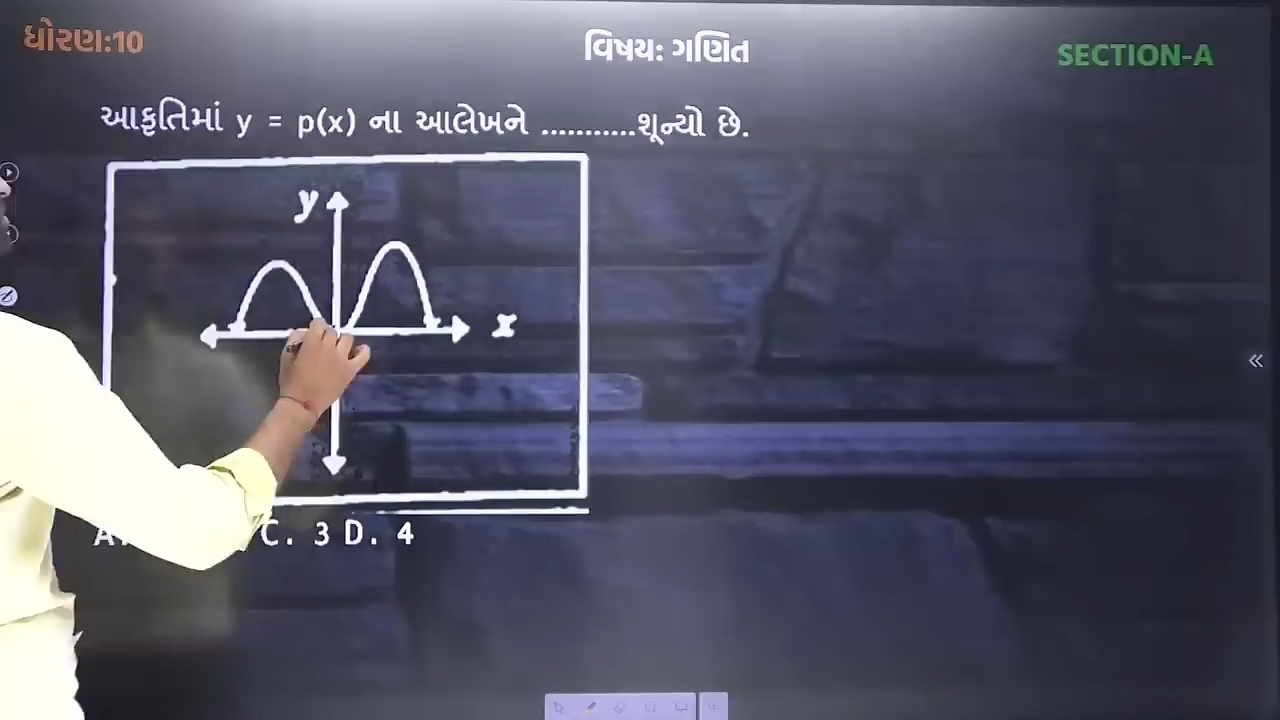 ધોરણ:10
વિષય: ગણિત
SECTION-A
આકૃતિમાં y = p(x) ના આલેખને ...........શૂન્યો છે.
y
x
A. C. 3 D. 4